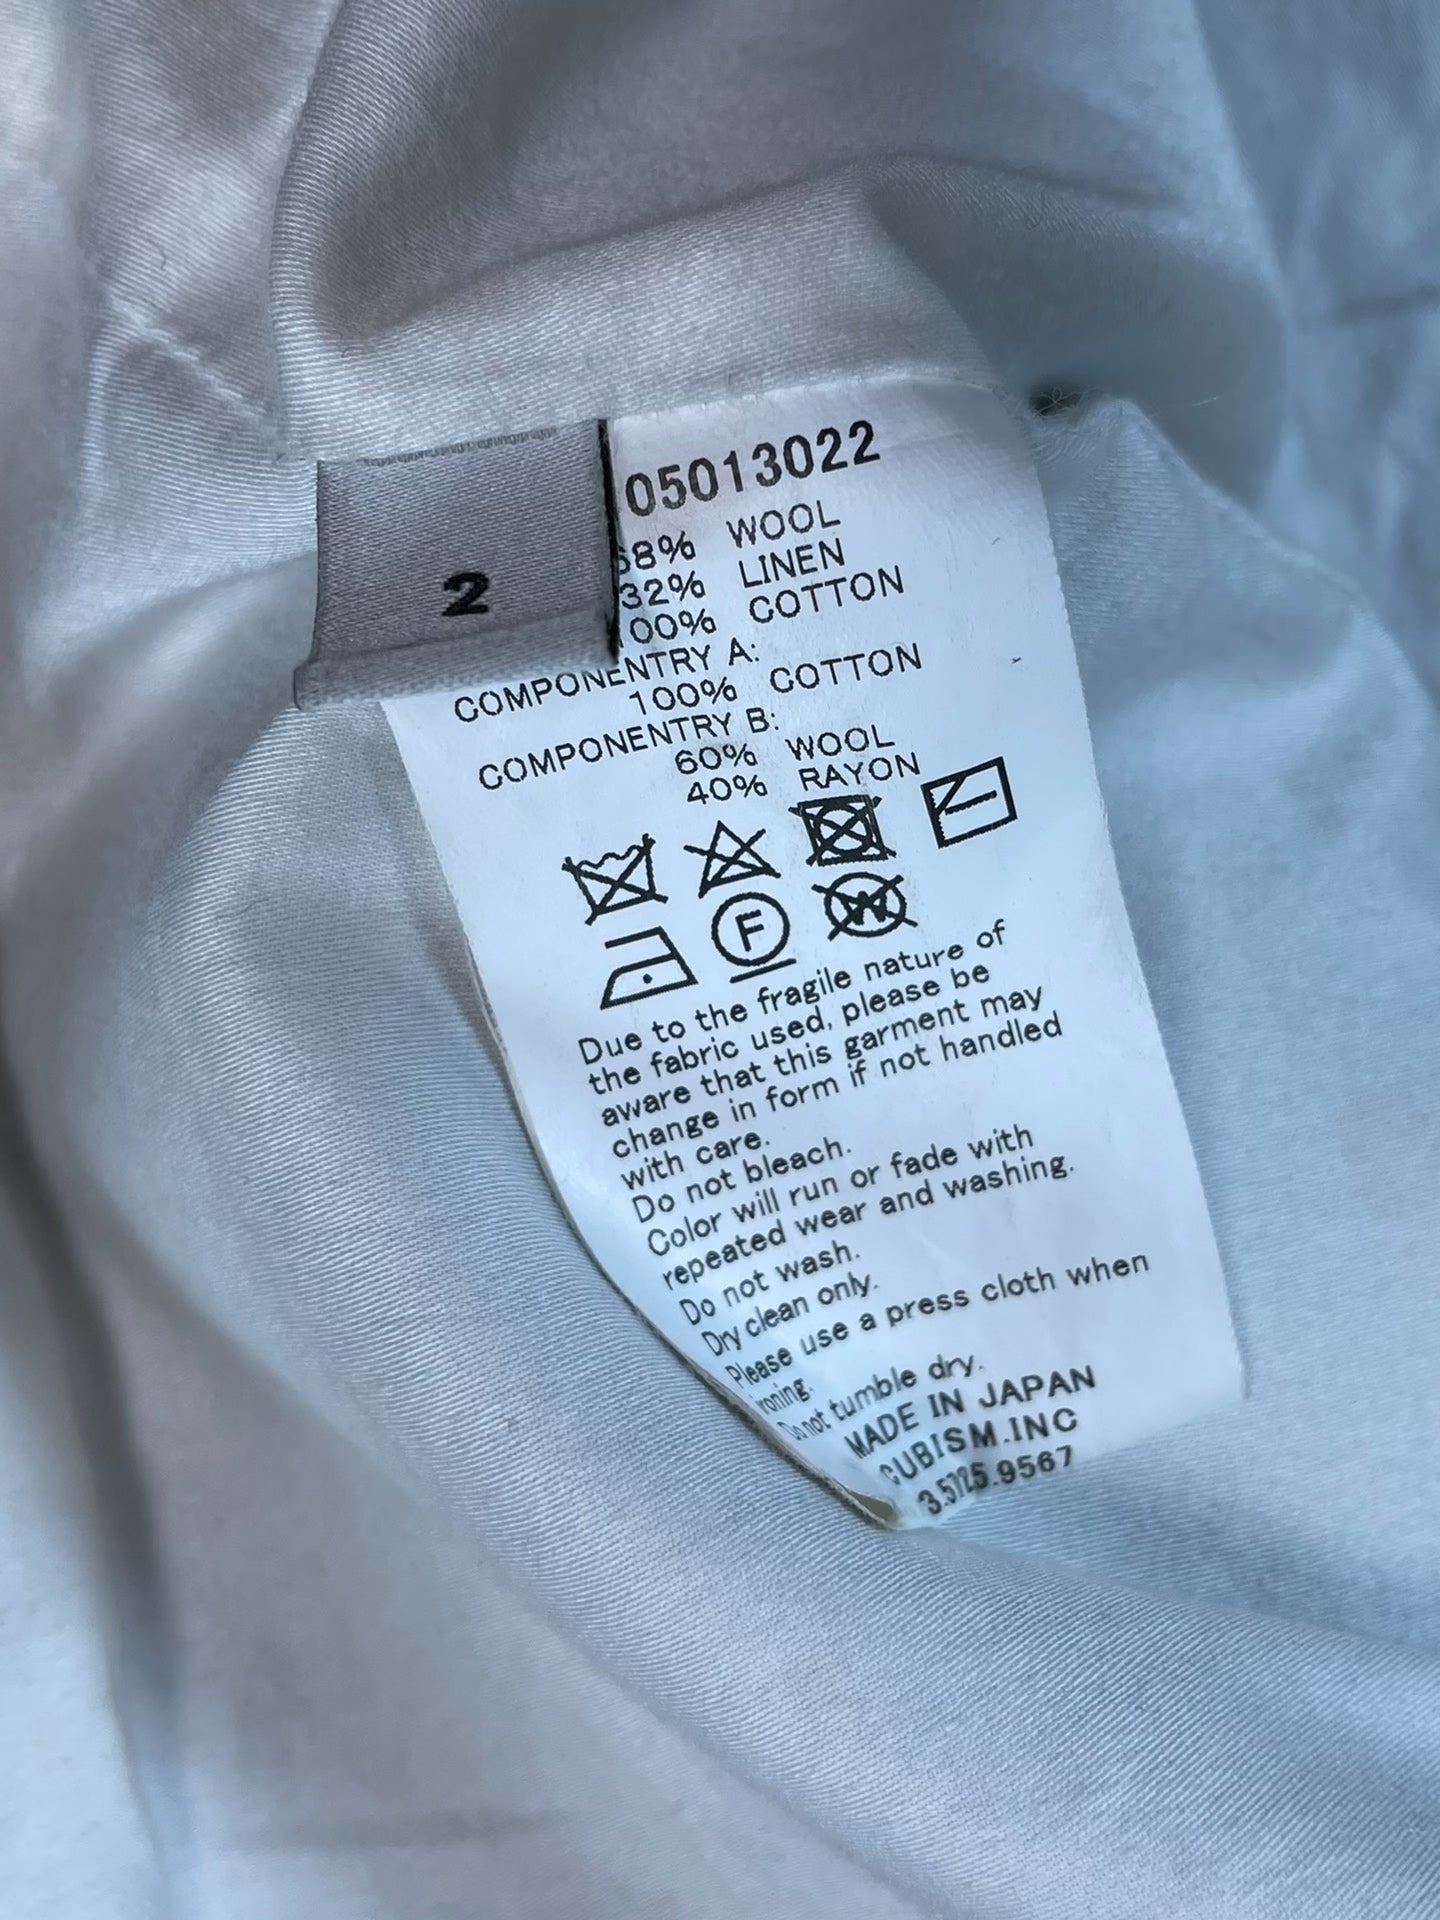 2
05013022
68% WOOL
32% LINEN
100% COTTON
COMPONENTRY A:
100% COTTON
COMPONENTRY B:
60% WOOL
40% RAYON
F
W
Due to the fragile nature of
the fabric used, please be
aware that this garment may
change in form if not handled
with care.
Do not bleach.
Color will run or fade with
repeated wear and washing.
Do not wash.
Dry clean only.
Please use a press cloth when
ironing.
Do not tumble dry.
MADE IN JAPAN
CUBISM.INC